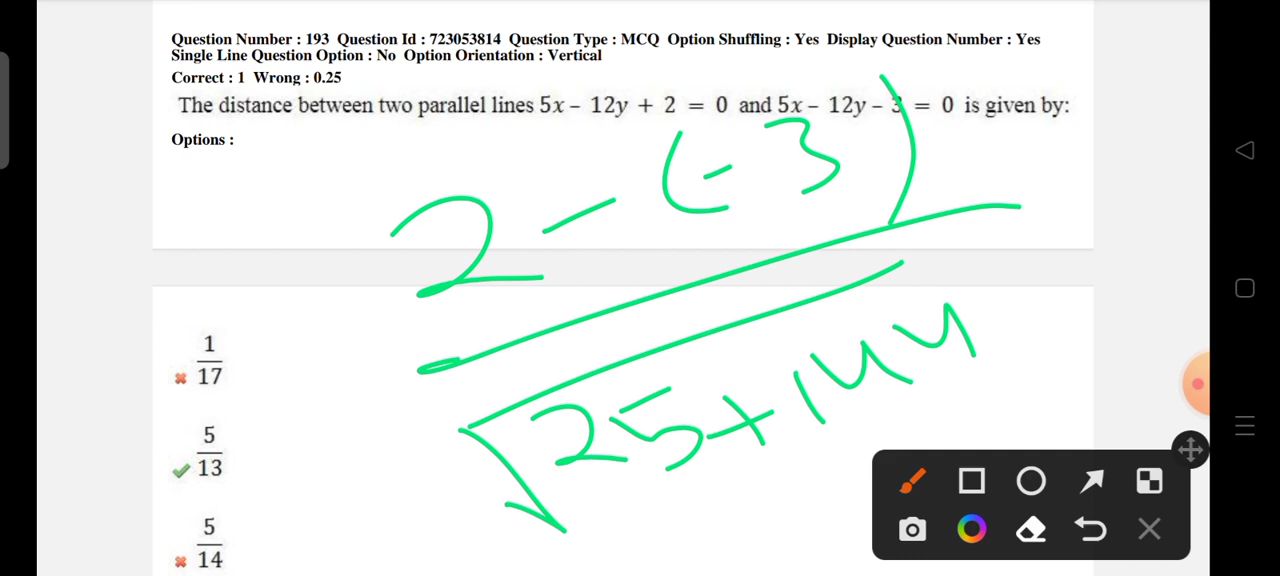 Question Number : 193 Question Id : 723053814 Question Type : MCQ Option Shuffling : Yes Display Question Number : Yes
Single Line Question Option : No Option Orientation : Vertical
Correct : 1 Wrong : 0.25
The distance between two parallel lines 5x − 12y + 2 = 0 and 5x − 12y − 3 = 0 is given by:
Options :
2 − (−3)
√25+144
1
17
5
13
5
14